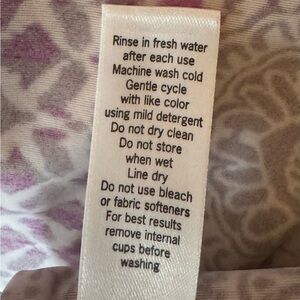 Rinse in fresh water
after each use
Machine wash cold
Gentle cycle
with like color
using mild detergent
Do not dry clean
Do not store
when wet
Line dry
Do not use bleach
or fabric softeners
For best results
remove internal
cups before
washing